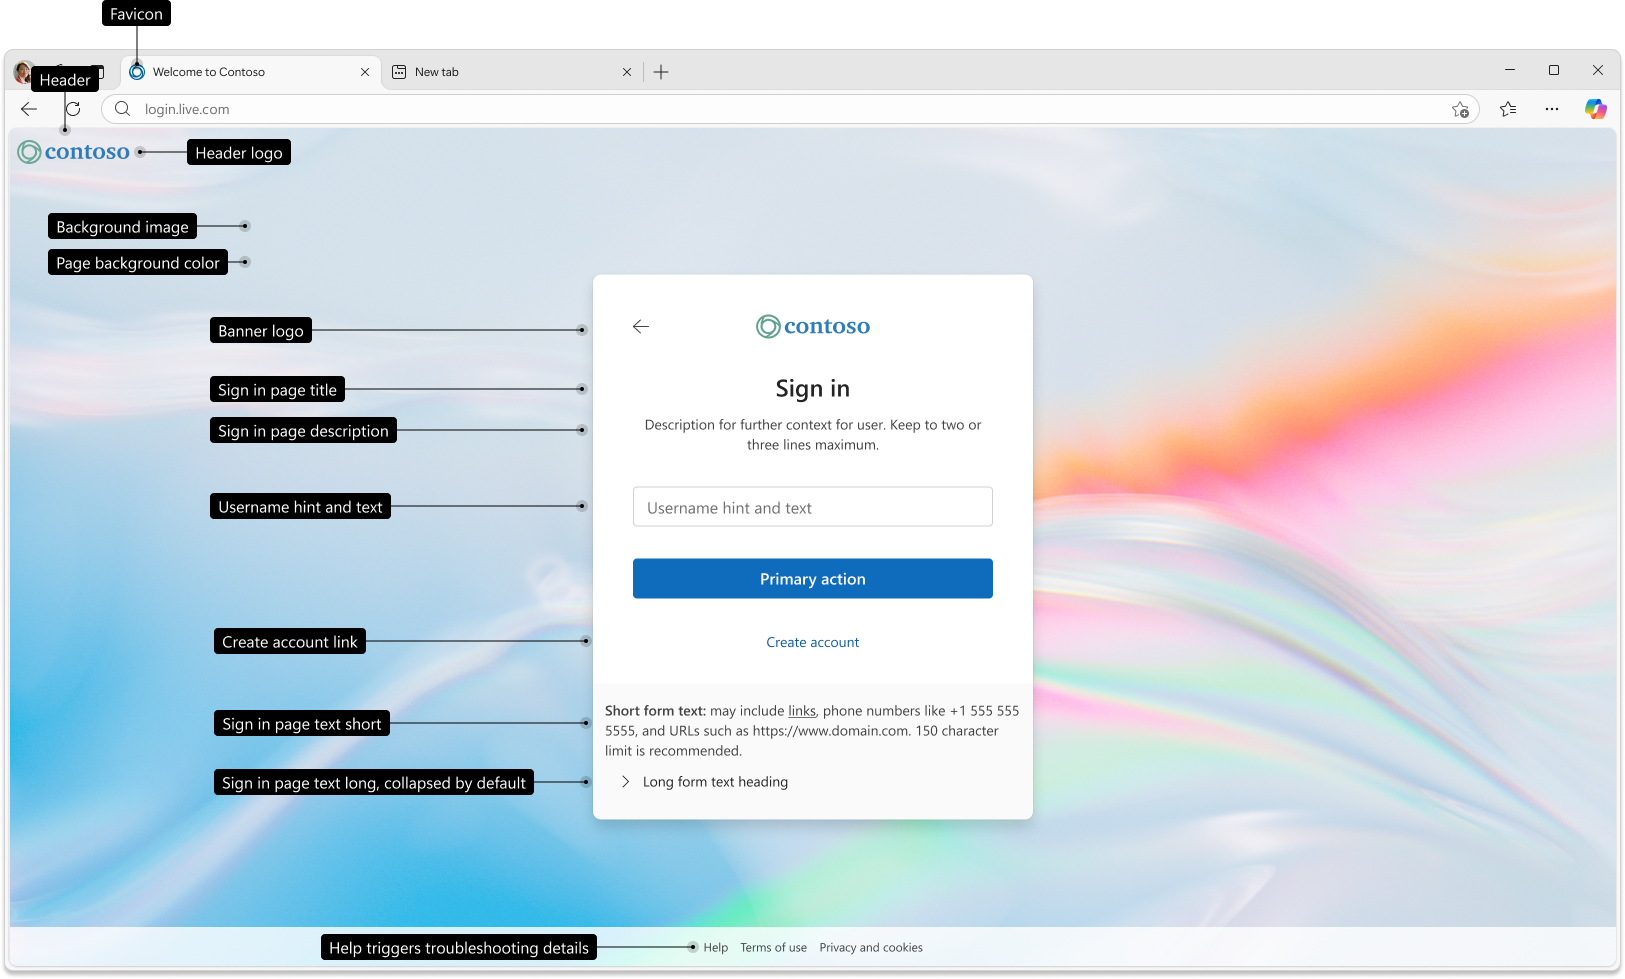 Favicon
Welcome to Contoso
New tab
Header
login.live.com
contoso
Header logo
Background image
Page background color
Banner logo
contoso
Sign in page title
Sign in
Sign in page description
Description for further context for user. Keep to two or
three lines maximum.
Username hint and text
Username hint and text
Primary action
Create account link
Create account
Sign in page text short
Short form text: may include links, phone numbers like +1 555 555
5555, and URLs such as https://www.domain.com. 150 character
limit is recommended.
Sign in page text long, collapsed by default
Long form text heading
Help triggers troubleshooting details
Help Terms of use Privacy and cookies